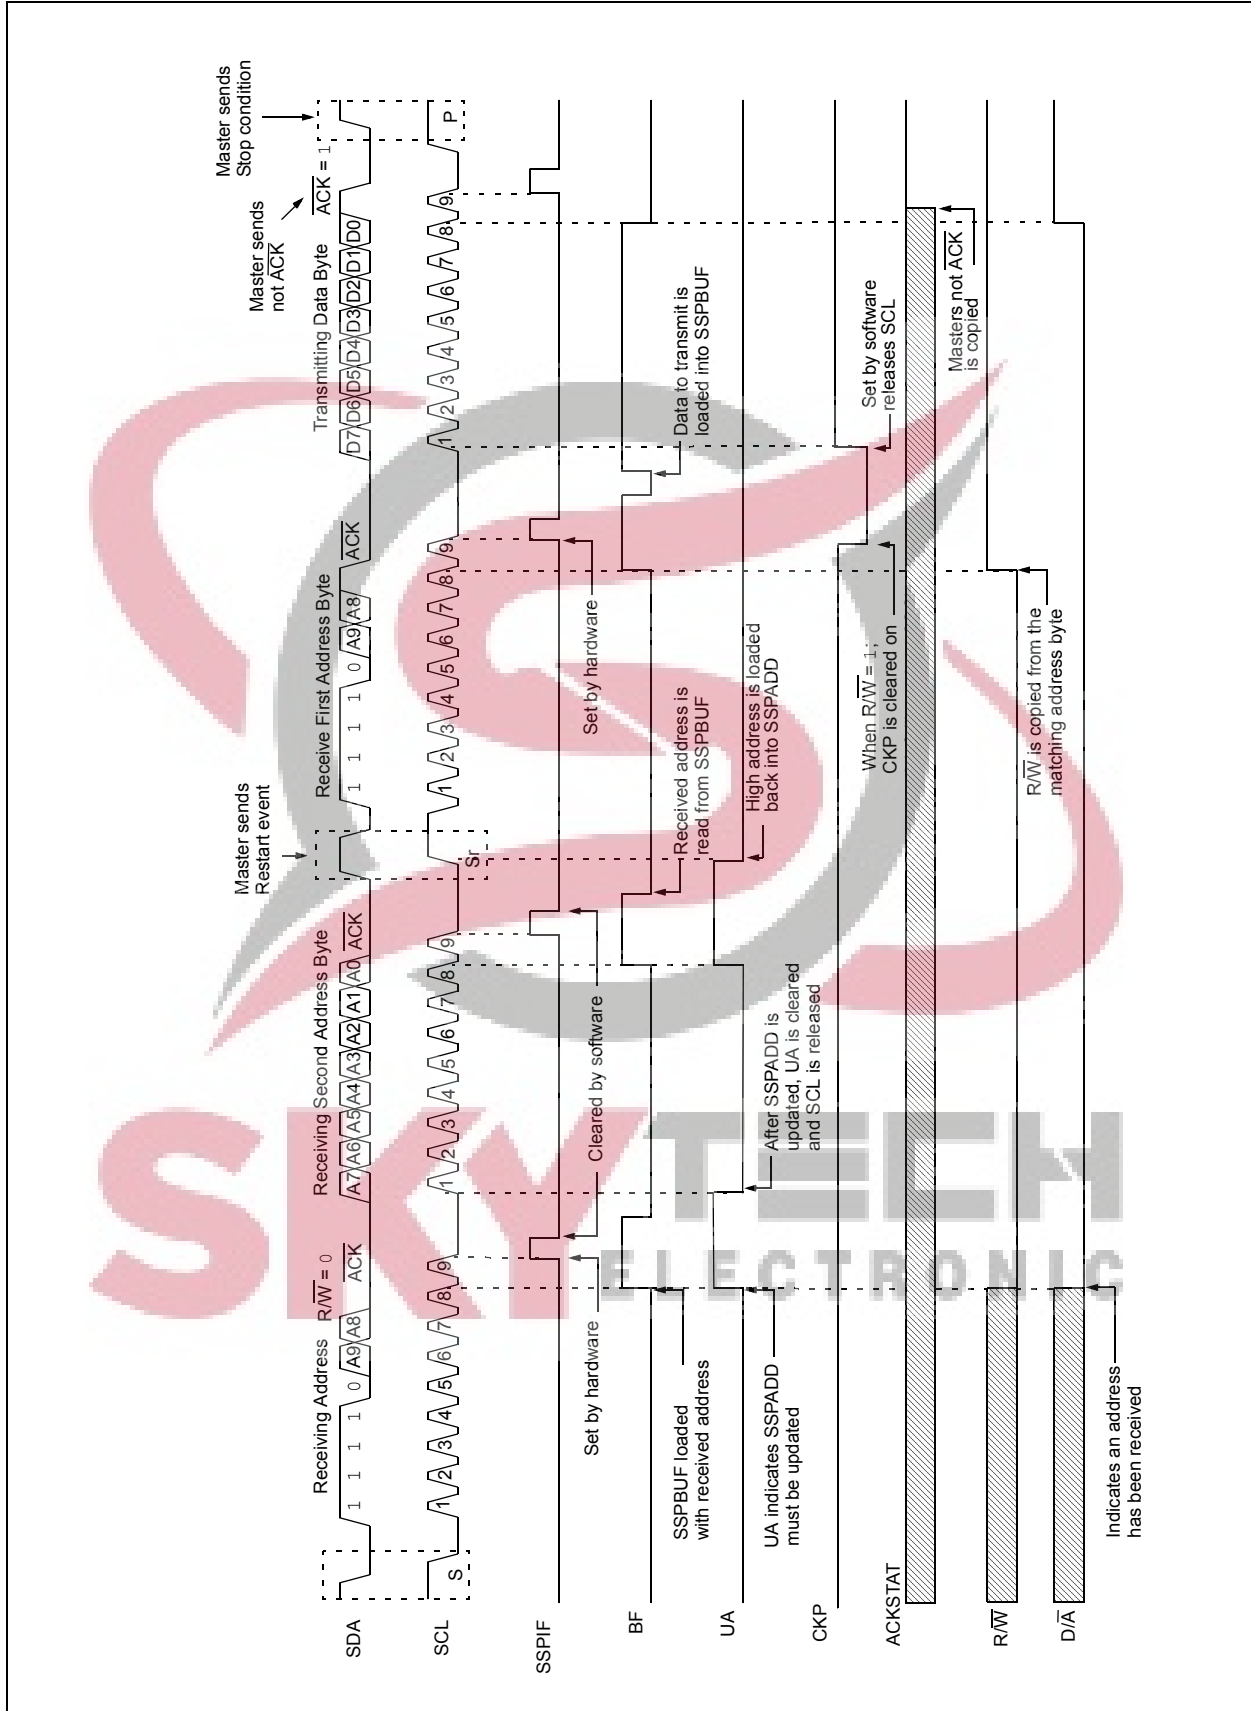 Master sends
Stop condition
Master sends
not ACK
Master sends
Restart event
Receiving Address R/W = 0
Receiving Second Address Byte
Receive First Address Byte
Transmitting Data Byte
ACK = 1
SDA
1 1 1 1 0 A9 A8 ACK
A7 A6 A5 A4 A3 A2 A1 A0 ACK
1 1 1 1 0 A9 A8 ACK
D7 D6 D5 D4 D3 D2 D1 D0
SCL
S
1 2 3 4 5 6 7 8 9
1 2 3 4 5 6 7 8 9
Sr
1 2 3 4 5 6 7 8 9
1 2 3 4 5 6 7 8 9
P
SSPIF
Set by hardware
Cleared by software
Set by hardware
BF
SSPBUF loaded
with received address
Received address is
read from SSPBUF
Data to transmit is
loaded into SSPBUF
UA
UA indicates SSPADD
must be updated
After SSPADD is
updated, UA is cleared
and SCL is released
High address is loaded
back into SSPADD
CKP
When R/W = 1;
CKP is cleared on
Set by software
releases SCL
ACKSTAT
Masters not ACK
is copied
R/W
R/W is copied from the
matching address byte
D/A
Indicates an address
has been received
SKYTECH
ELECTRONIC